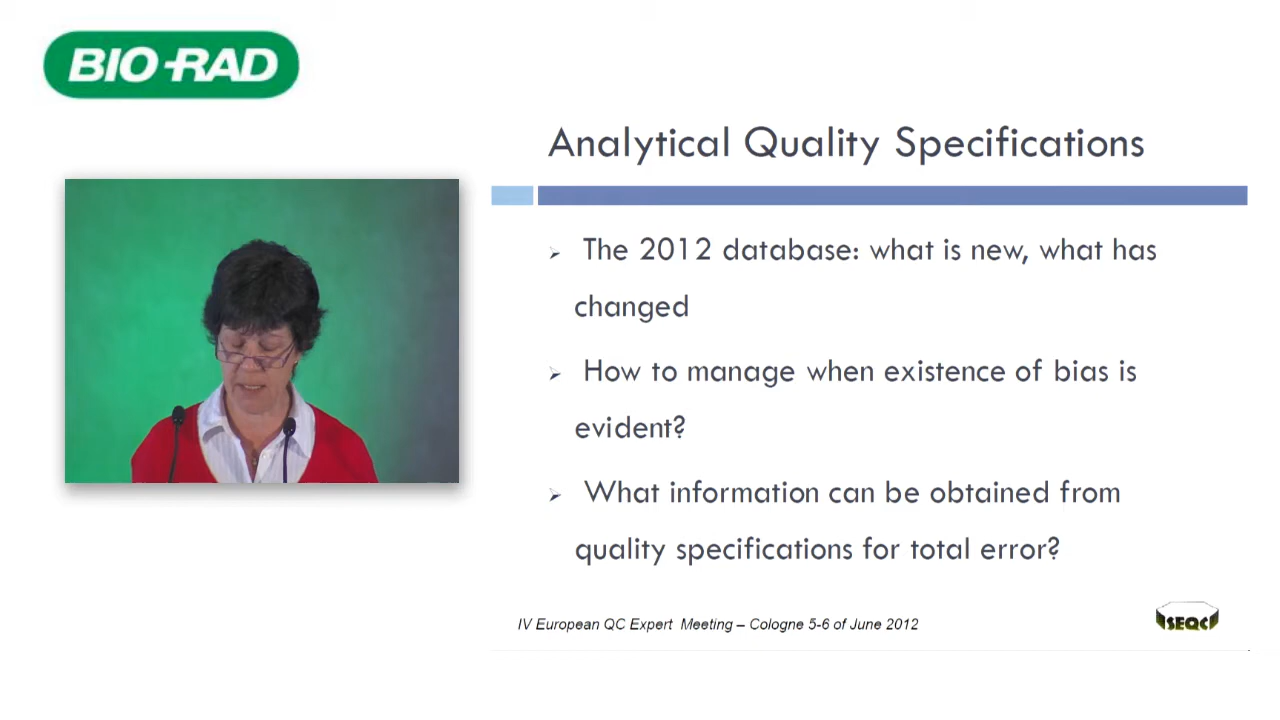 BIO-RAD
Analytical Quality Specifications
The 2012 database: what is new, what has
changed
How to manage when existence of bias is
evident?
What information can be obtained from
quality specifications for total error?
IV European QC Expert Meeting – Cologne 5-6 of June 2012
SEQC